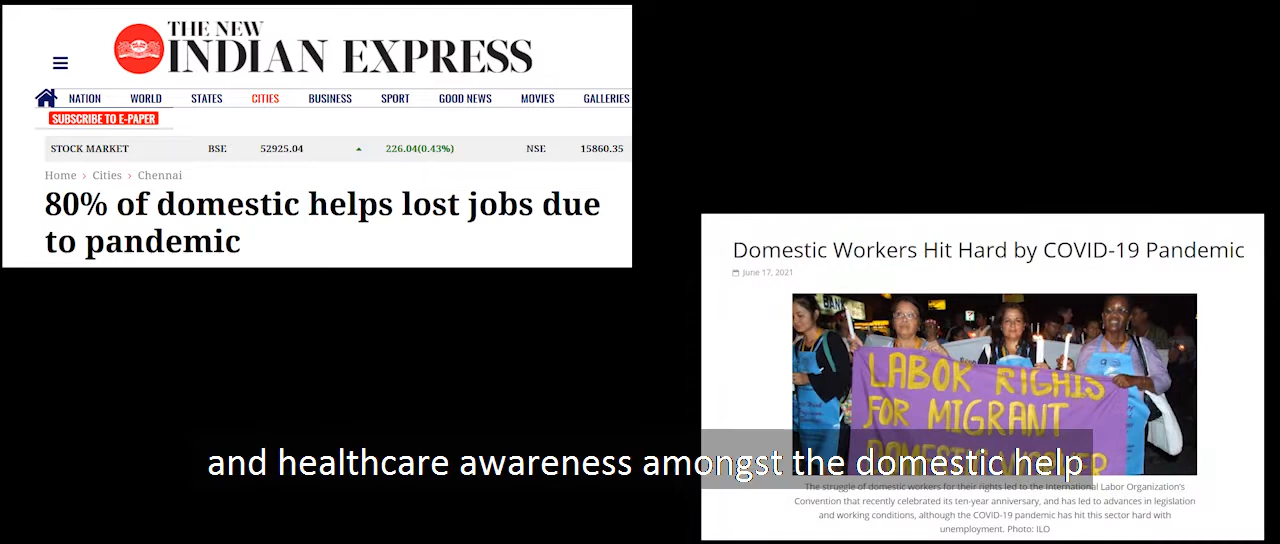 THE NEW
INDIAN EXPRESS
NATION WORLD STATES CITIES BUSINESS SPORT GOOD NEWS MOVIES GALLERIES
SUBSCRIBE TO E-PAPER
STOCK MARKET BSE 52925.04 226.04(0.43%) NSE 15860.35
Home > Cities > Chennai
80% of domestic helps lost jobs due
to pandemic
Domestic Workers Hit Hard by COVID-19 Pandemic
June 17, 2021
BANK
LABOR RIGHTS
FOR MIGRANT
DOMESTIC WORKER
and healthcare awareness amongst the domestic help
The struggle of domestic workers for their rights led to the International Labor Organization's
Convention that recently celebrated its ten-year anniversary, and has led to advances in legislation
and working conditions, although the COVID-19 pandemic has hit this sector hard with
unemployment. Photo: ILO